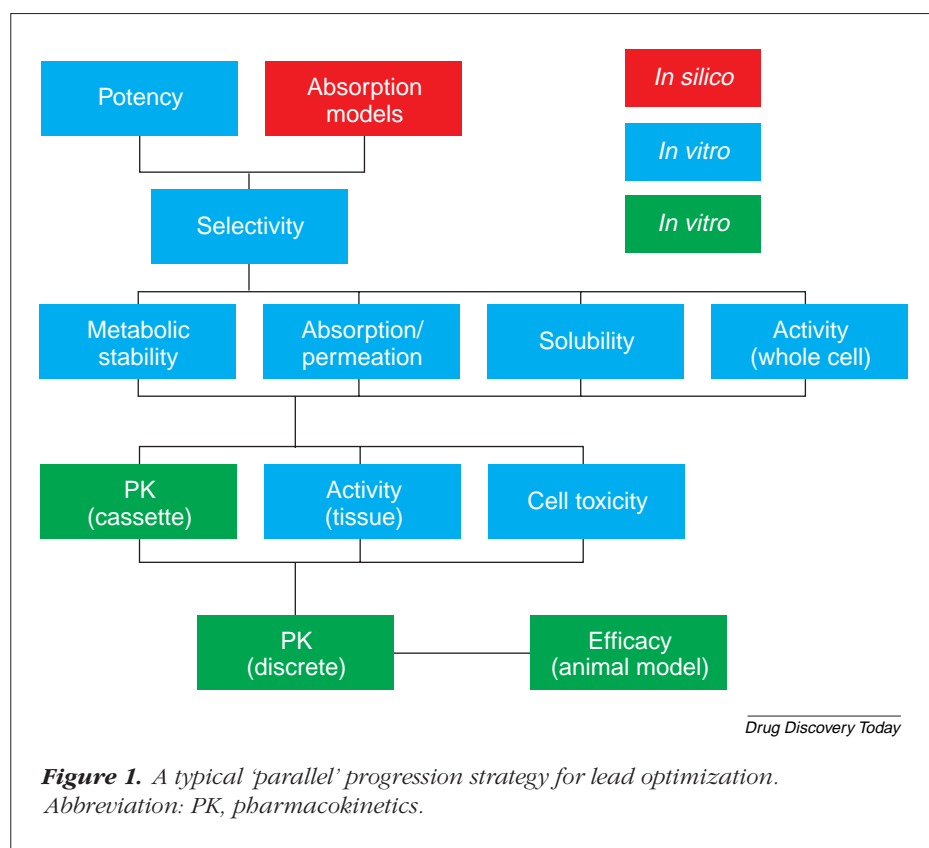 Potency
Absorption
models
In silico
In vitro
In vitro
Selectivity
Metabolic
stability
Absorption/
permeation
Solubility
Activity
(whole cell)
PK
(cassette)
Activity
(tissue)
Cell toxicity
PK
(discrete)
Efficacy
(animal model)
Drug Discovery Today
Figure 1. A typical ‘parallel’ progression strategy for lead optimization.
Abbreviation: PK, pharmacokinetics.